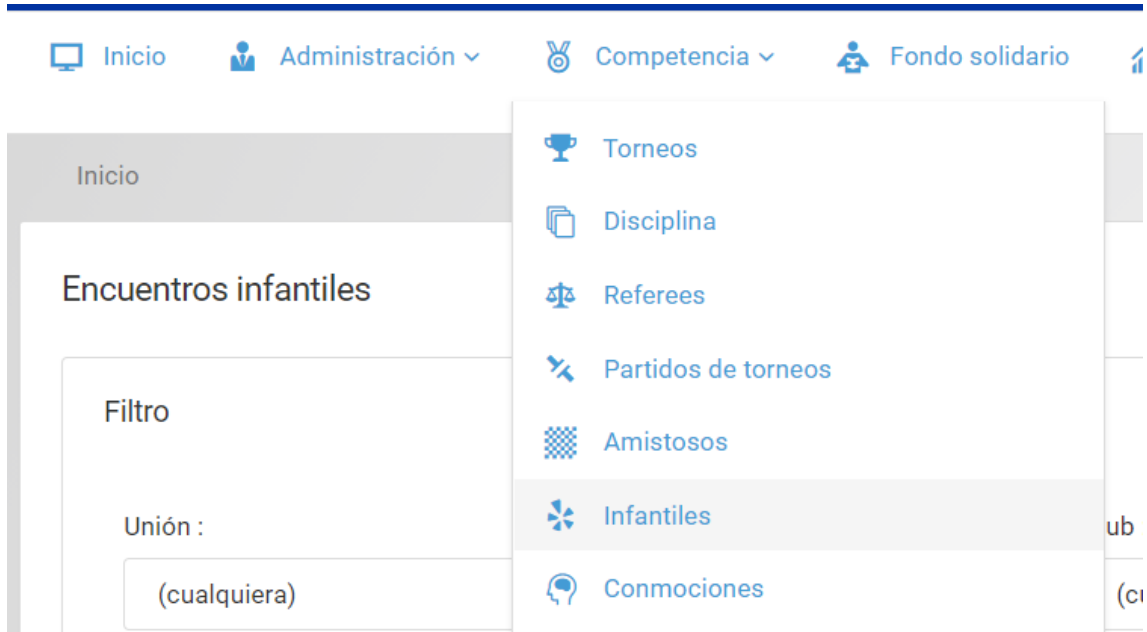 Inicio Administración Competencia Fondo solidario
Inicio
Torneos
Disciplina
Encuentros infantiles
Referees
Partidos de torneos
Filtro
Amistosos
Infantiles
Unión :
(cualquiera)
Conmociones